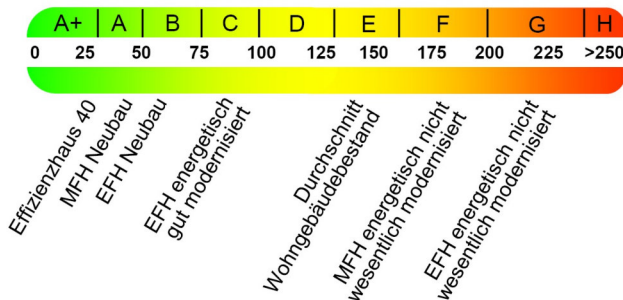 A+ A B C D E F G H
0 25 50 75 100 125 150 175 200 225 >250
Effizienzhaus 40
MFH Neubau
EFH Neubau
EFH energetisch
gut modernisiert
Durchschnitt
Wohngebäudebestand
MFH energetisch nicht
wesentlich modernisiert
EFH energetisch nicht
wesentlich modernisiert